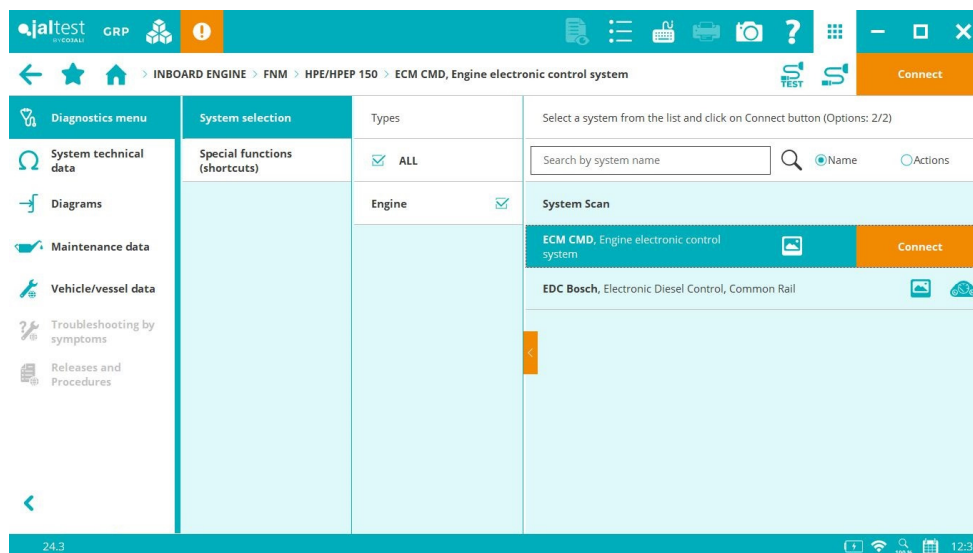 jaltest
BY COJALI
GRP
> INBOARD ENGINE > FNM > HPE/HPEP 150 > ECM CMD, Engine electronic control system
TEST
Connect
Diagnostics menu
System technical
data
Diagrams
Maintenance data
Vehicle/vessel data
Troubleshooting by
symptoms
Releases and
Procedures
System selection
Special functions
(shortcuts)
Types
ALL
Engine
Select a system from the list and click on Connect button (Options: 2/2)
Search by system name
Name
Actions
System Scan
ECM CMD, Engine electronic control
system
Connect
EDC Bosch, Electronic Diesel Control, Common Rail
24.3
100 %
12:3